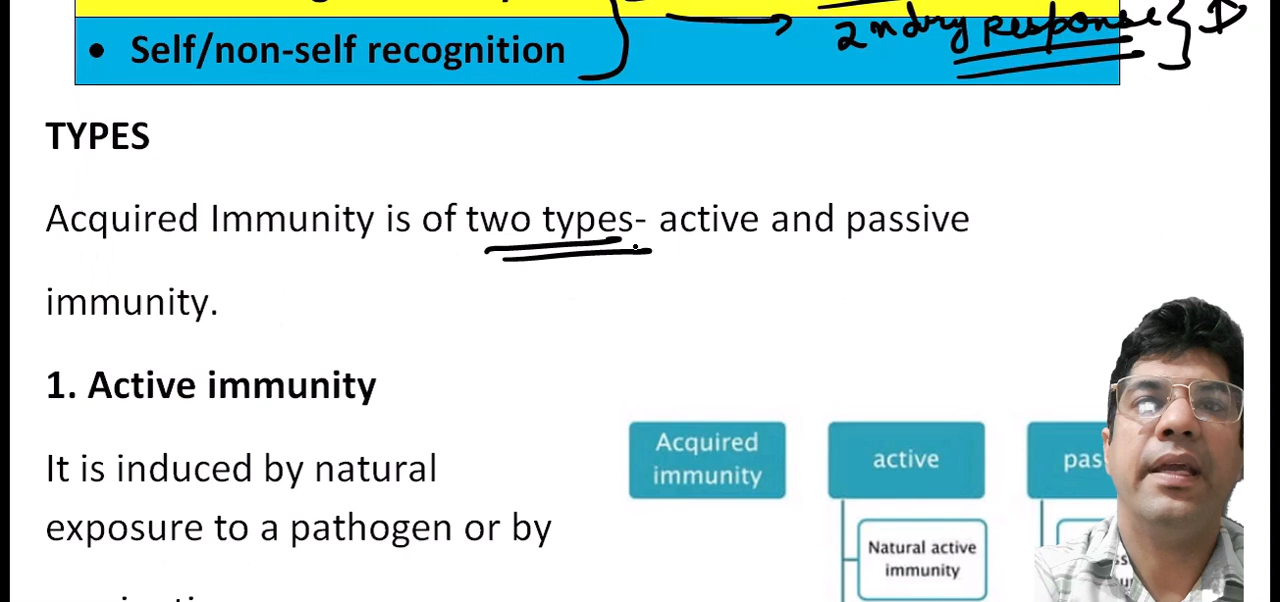 2ndry response
• Self/non-self recognition
TYPES
Acquired Immunity is of two types- active and passive
immunity.
1. Active immunity
It is induced by natural
exposure to a pathogen or by
Acquired
immunity
active
Natural active
immunity